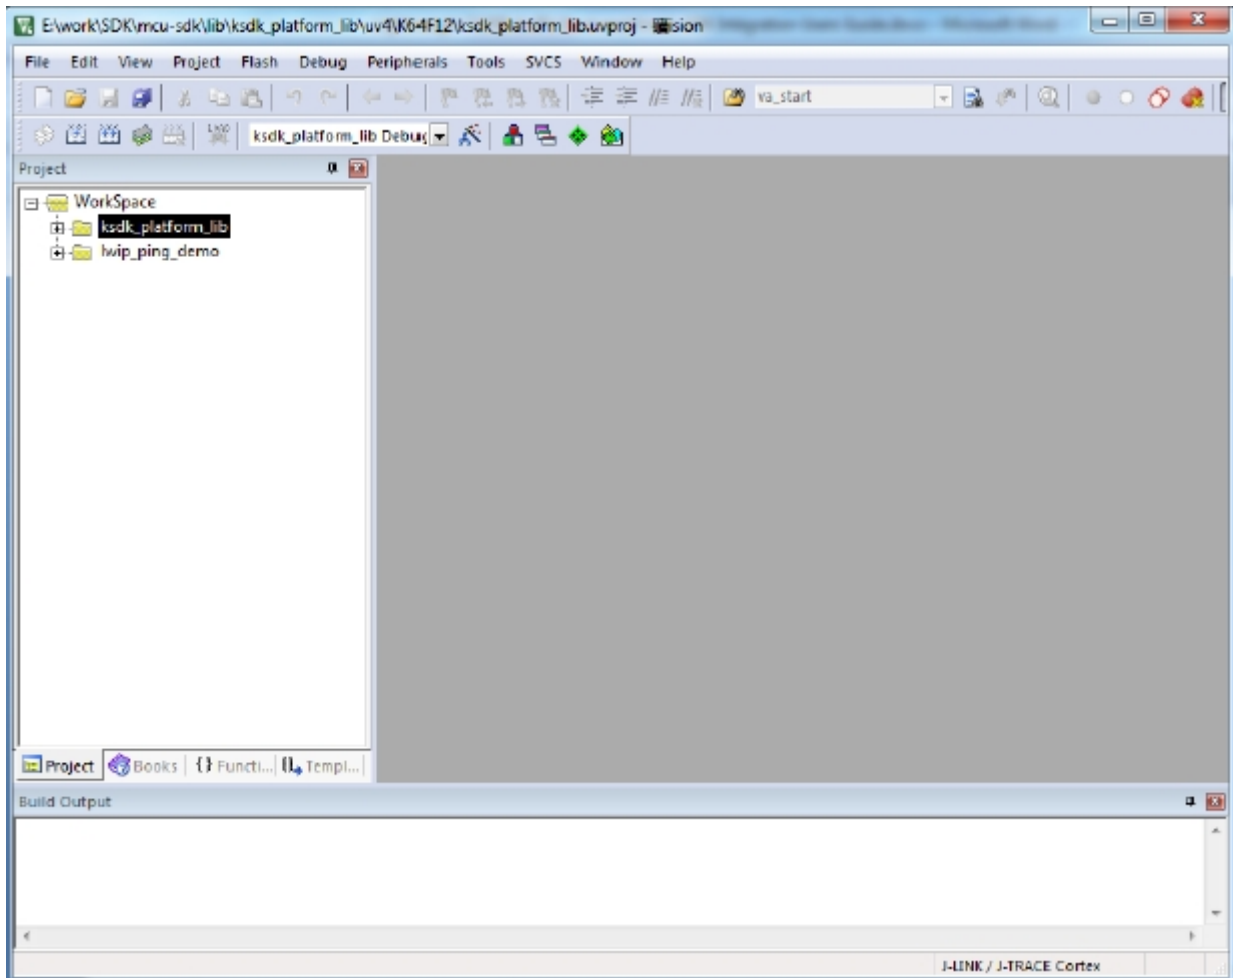 E:\work\SDK\mcu-sdk\lib\ksdk_platform_lib\uv4\K64F12\ksdk_platform_lib.uvproj -
File Edit View Project Flash Debug Peripherals Tools SVCS Window Help
va_start
ksdk_platform_lib Debug
Project
WorkSpace
ksdk_platform_lib
lwip_ping_demo
Project Books {} Functi... Templ...
Build Output
J-LINK / J-TRACE Cortex